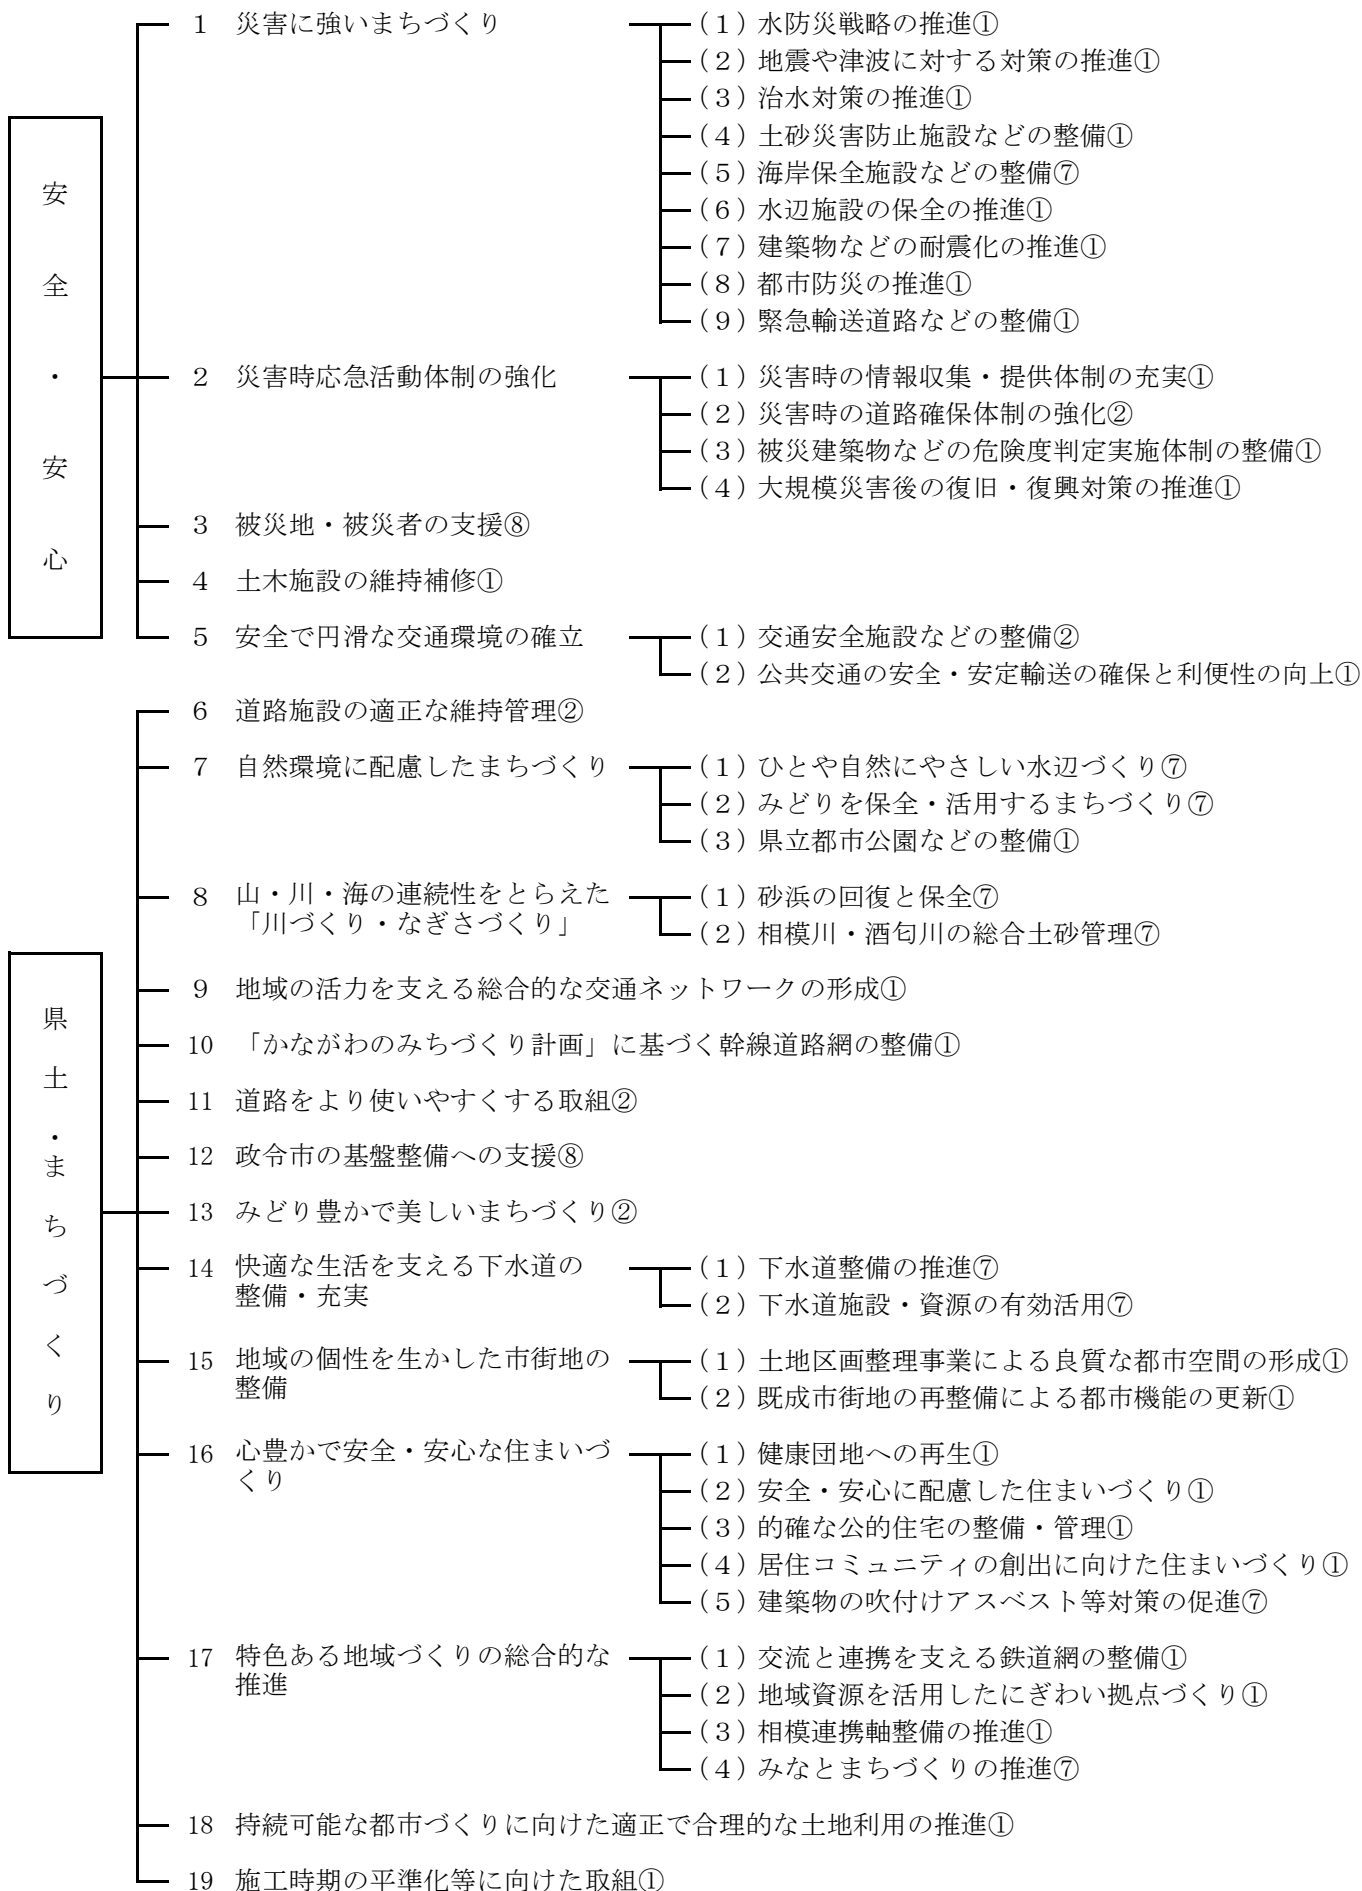 安全・安心
1 災害に強いまちづくり
(1)水防災戦略の推進①
(2)地震や津波に対する対策の推進①
(3)治水対策の推進①
(4)土砂災害防止施設などの整備①
(5)海岸保全施設などの整備⑦
(6)水辺施設の保全の推進①
(7)建築物などの耐震化の推進①
(8)都市防災の推進①
(9)緊急輸送道路などの整備①
2 災害時応急活動体制の強化
(1)災害時の情報収集・提供体制の充実①
(2)災害時の道路確保体制の強化②
(3)被災建築物などの危険度判定実施体制の整備①
(4)大規模災害後の復旧・復興対策の推進①
3 被災地・被災者の支援⑧
4 土木施設の維持補修①
5 安全で円滑な交通環境の確立
(1)交通安全施設などの整備②
(2)公共交通の安全・安定輸送の確保と利便性の向上①
県土・まちづくり
6 道路施設の適正な維持管理②
7 自然環境に配慮したまちづくり
(1)ひとや自然にやさしい水辺づくり⑦
(2)みどりを保全・活用するまちづくり⑦
(3)県立都市公園などの整備①
8 山・川・海の連続性をとらえた
「川づくり・なぎさづくり」
(1)砂浜の回復と保全⑦
(2)相模川・酒匂川の総合土砂管理⑦
9 地域の活力を支える総合的な交通ネットワークの形成①
10 「かながわのみちづくり計画」に基づく幹線道路網の整備①
11 道路をより使いやすくする取組②
12 政令市の基盤整備への支援⑧
13 みどり豊かで美しいまちづくり②
14 快適な生活を支える下水道の
整備・充実
(1)下水道整備の推進⑦
(2)下水道施設・資源の有効活用⑦
15 地域の個性を生かした市街地の
整備
(1)土地区画整理事業による良質な都市空間の形成①
(2)既成市街地の再整備による都市機能の更新①
16 心豊かで安全・安心な住まいづ
くり
(1)健康団地への再生①
(2)安全・安心に配慮した住まいづくり①
(3)的確な公的住宅の整備・管理①
(4)居住コミュニティの創出に向けた住まいづくり①
(5)建築物の吹付けアスベスト等対策の促進⑦
17 特色ある地域づくりの総合的な
推進
(1)交流と連携を支える鉄道網の整備①
(2)地域資源を活用したにぎわい拠点づくり①
(3)相模連携軸整備の推進①
(4)みなとまちづくりの推進⑦
18 持続可能な都市づくりに向けた適正で合理的な土地利用の推進①
19 施工時期の平準化等に向けた取組①